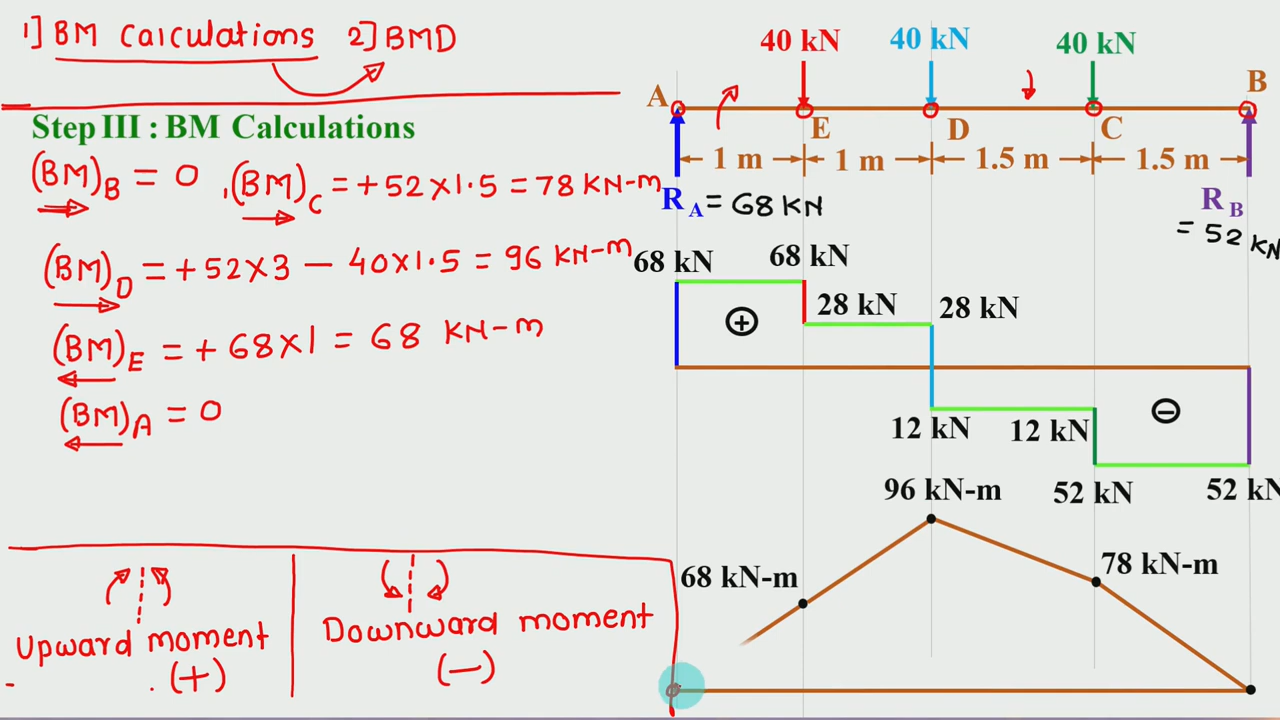 1] BM Calculations 2] BMD
Step III : BM Calculations
(BM)B = 0 , (BM)C = +52×1.5 = 78 KN-m
(BM)D = +52×3 - 40×1.5 = 96 KN-m
(BM)E = +68×1 = 68 KN-m
(BM)A = 0
Upward moment
(+)
Downward moment
(-)
40 kN 40 kN 40 kN
A B
E D C
1 m 1 m 1.5 m 1.5 m
RA = 68 KN
RB
= 52 KN
68 kN 68 kN
28 kN 28 kN
+
-
12 kN 12 kN
52 kN 52 kN
96 kN-m
68 kN-m 78 kN-m